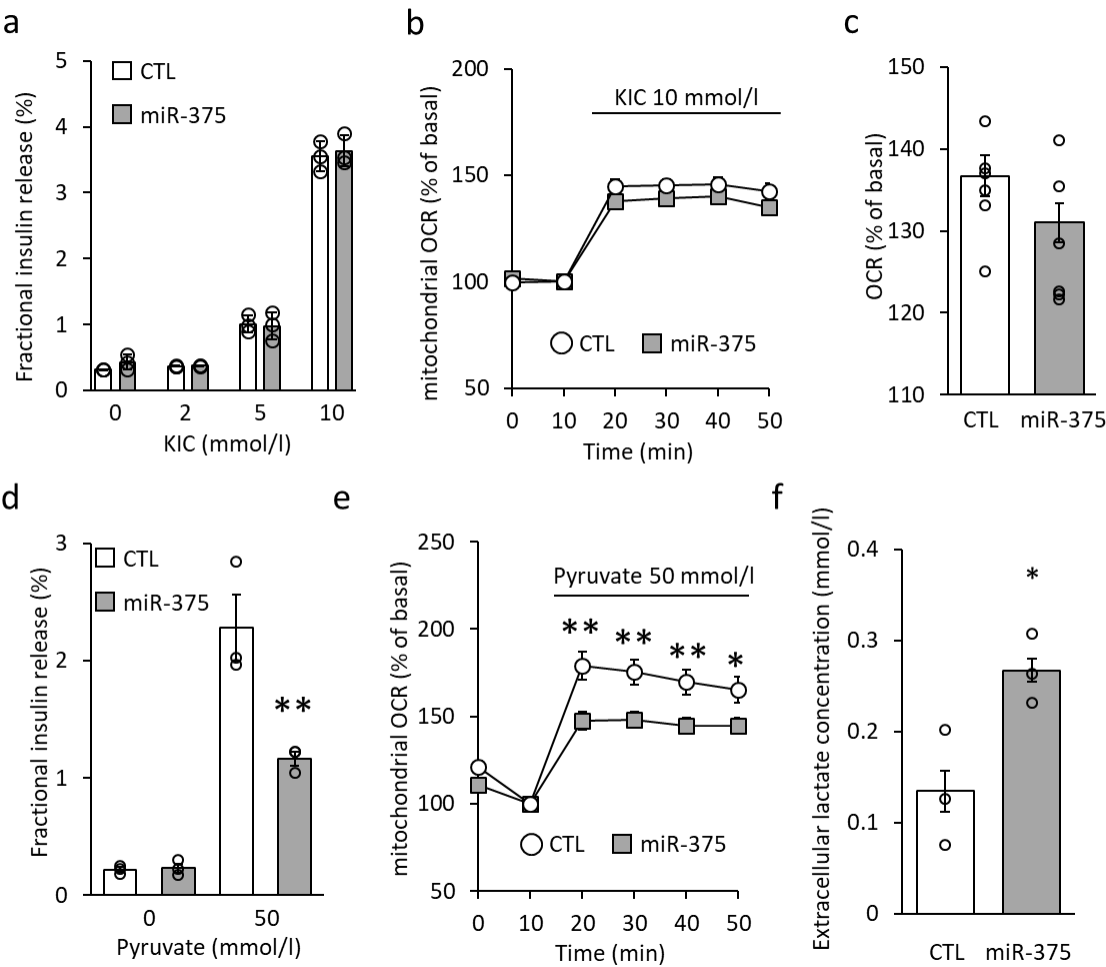 a
Fractional insulin release (%)
5
4
3
2
1
0
CTL
miR-375
0 2 5 10
KIC (mmol/l)
b
mitochondrial OCR (% of basal)
200
150
100
50
KIC 10 mmol/l
CTL miR-375
0 10 20 30 40 50
Time (min)
c
OCR (% of basal)
150
140
130
120
110
CTL miR-375
d
Fractional insulin release (%)
3
2
1
0
CTL
miR-375
**
0 50
Pyruvate (mmol/l)
e
mitochondrial OCR (% of basal)
250
200
150
100
50
Pyruvate 50 mmol/l
** ** ** *
CTL miR-375
0 10 20 30 40 50
Time (min)
f
Extracellular lactate concentration (mmol/l)
0.4
0.3
0.2
0.1
0
*
CTL miR-375